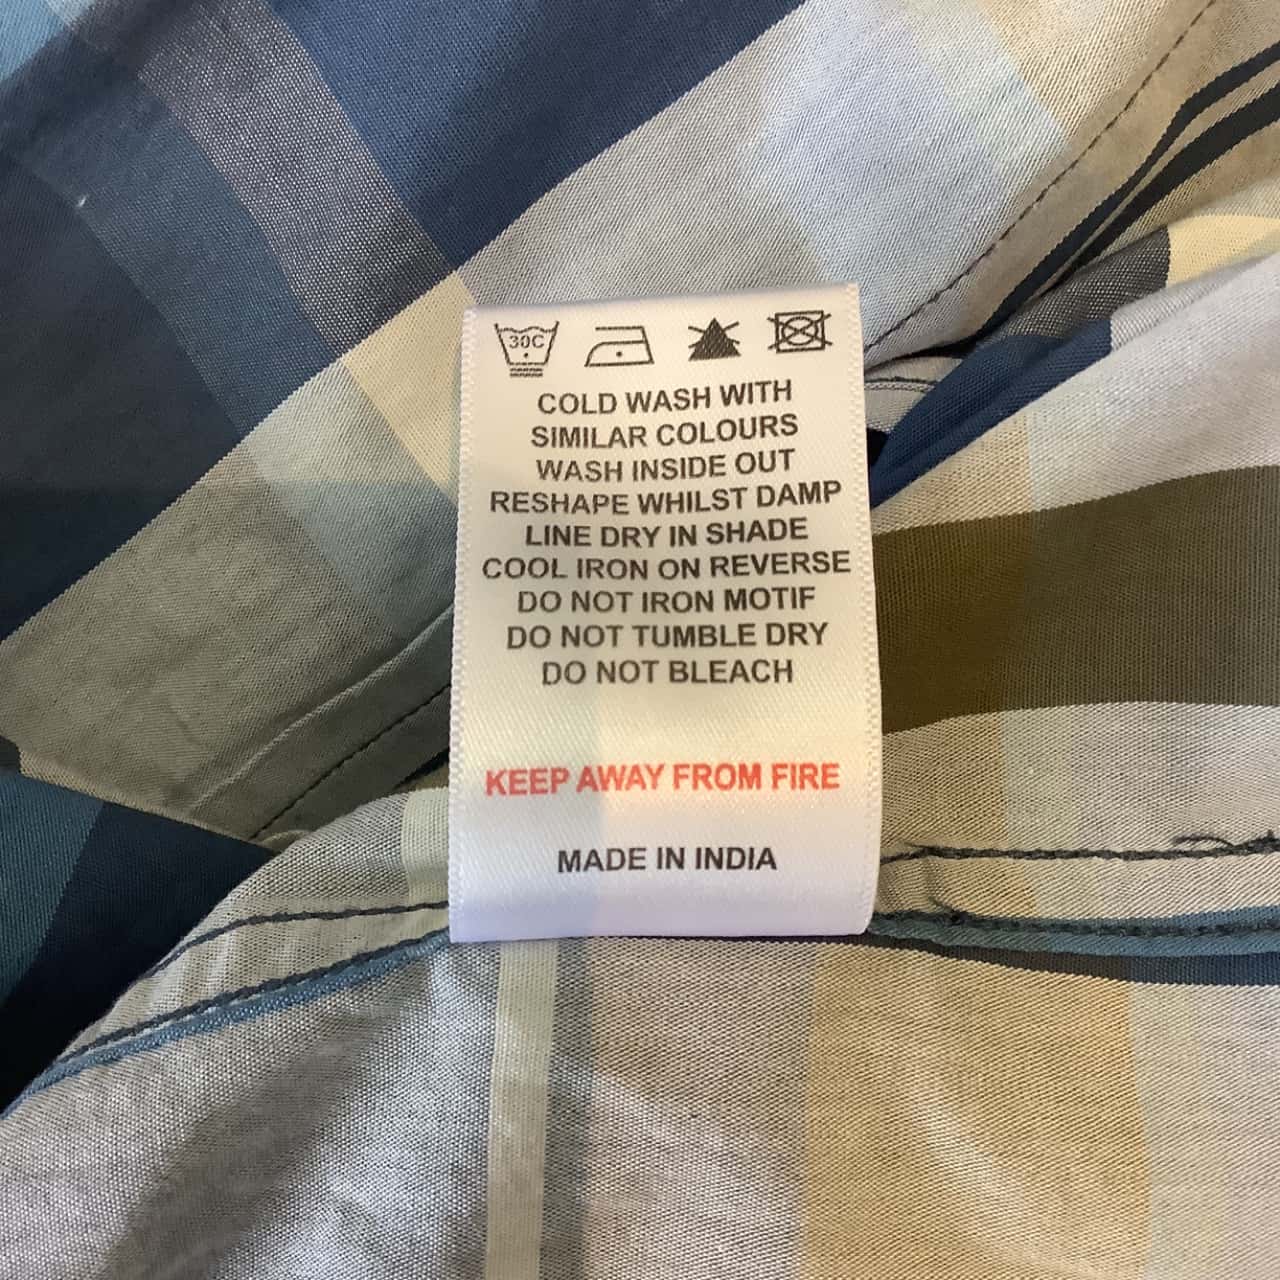 30C
COLD WASH WITH
SIMILAR COLOURS
WASH INSIDE OUT
RESHAPE WHILST DAMP
LINE DRY IN SHADE
COOL IRON ON REVERSE
DO NOT IRON MOTIF
DO NOT TUMBLE DRY
DO NOT BLEACH
KEEP AWAY FROM FIRE
MADE IN INDIA